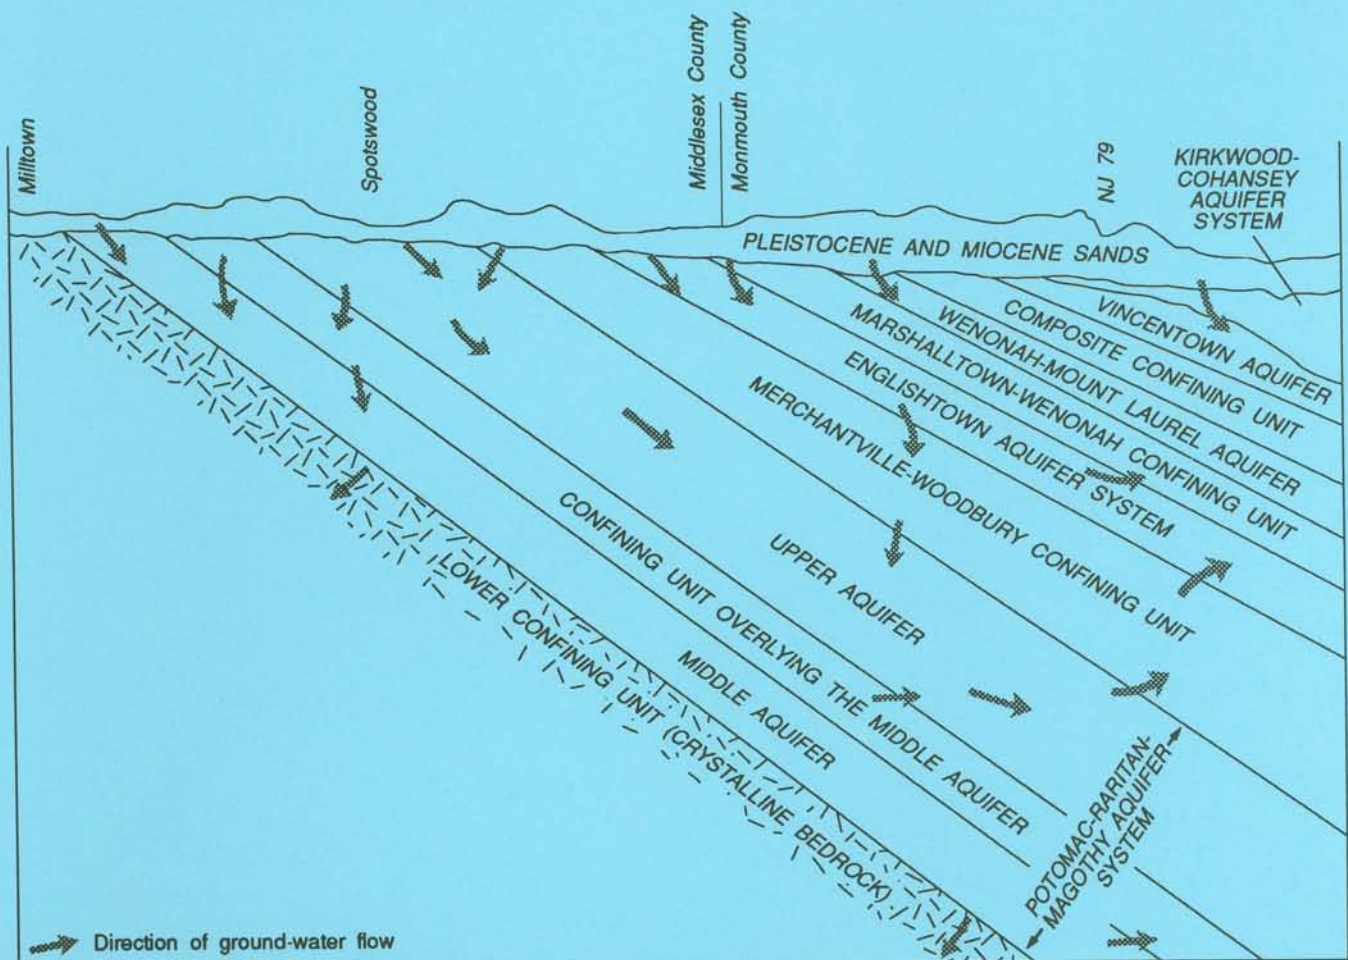 Milltown
Spotswood
Middlesex County
Monmouth County
NJ 79
KIRKWOOD-
COHANSEY
AQUIFER
SYSTEM
PLEISTOCENE AND MIOCENE SANDS
VINCENTOWN AQUIFER
COMPOSITE CONFINING UNIT
WENONAH-MOUNT LAUREL AQUIFER
MARSHALLTOWN-WENONAH CONFINING UNIT
ENGLISHTOWN AQUIFER SYSTEM
MERCHANTVILLE-WOODBURY CONFINING UNIT
UPPER AQUIFER
CONFINING UNIT OVERLYING THE MIDDLE AQUIFER
MIDDLE AQUIFER
LOWER CONFINING UNIT (CRYSTALLINE BEDROCK)
POTOMAC-RARITAN-
MAGOTHY AQUIFER
SYSTEM
Direction of ground-water flow